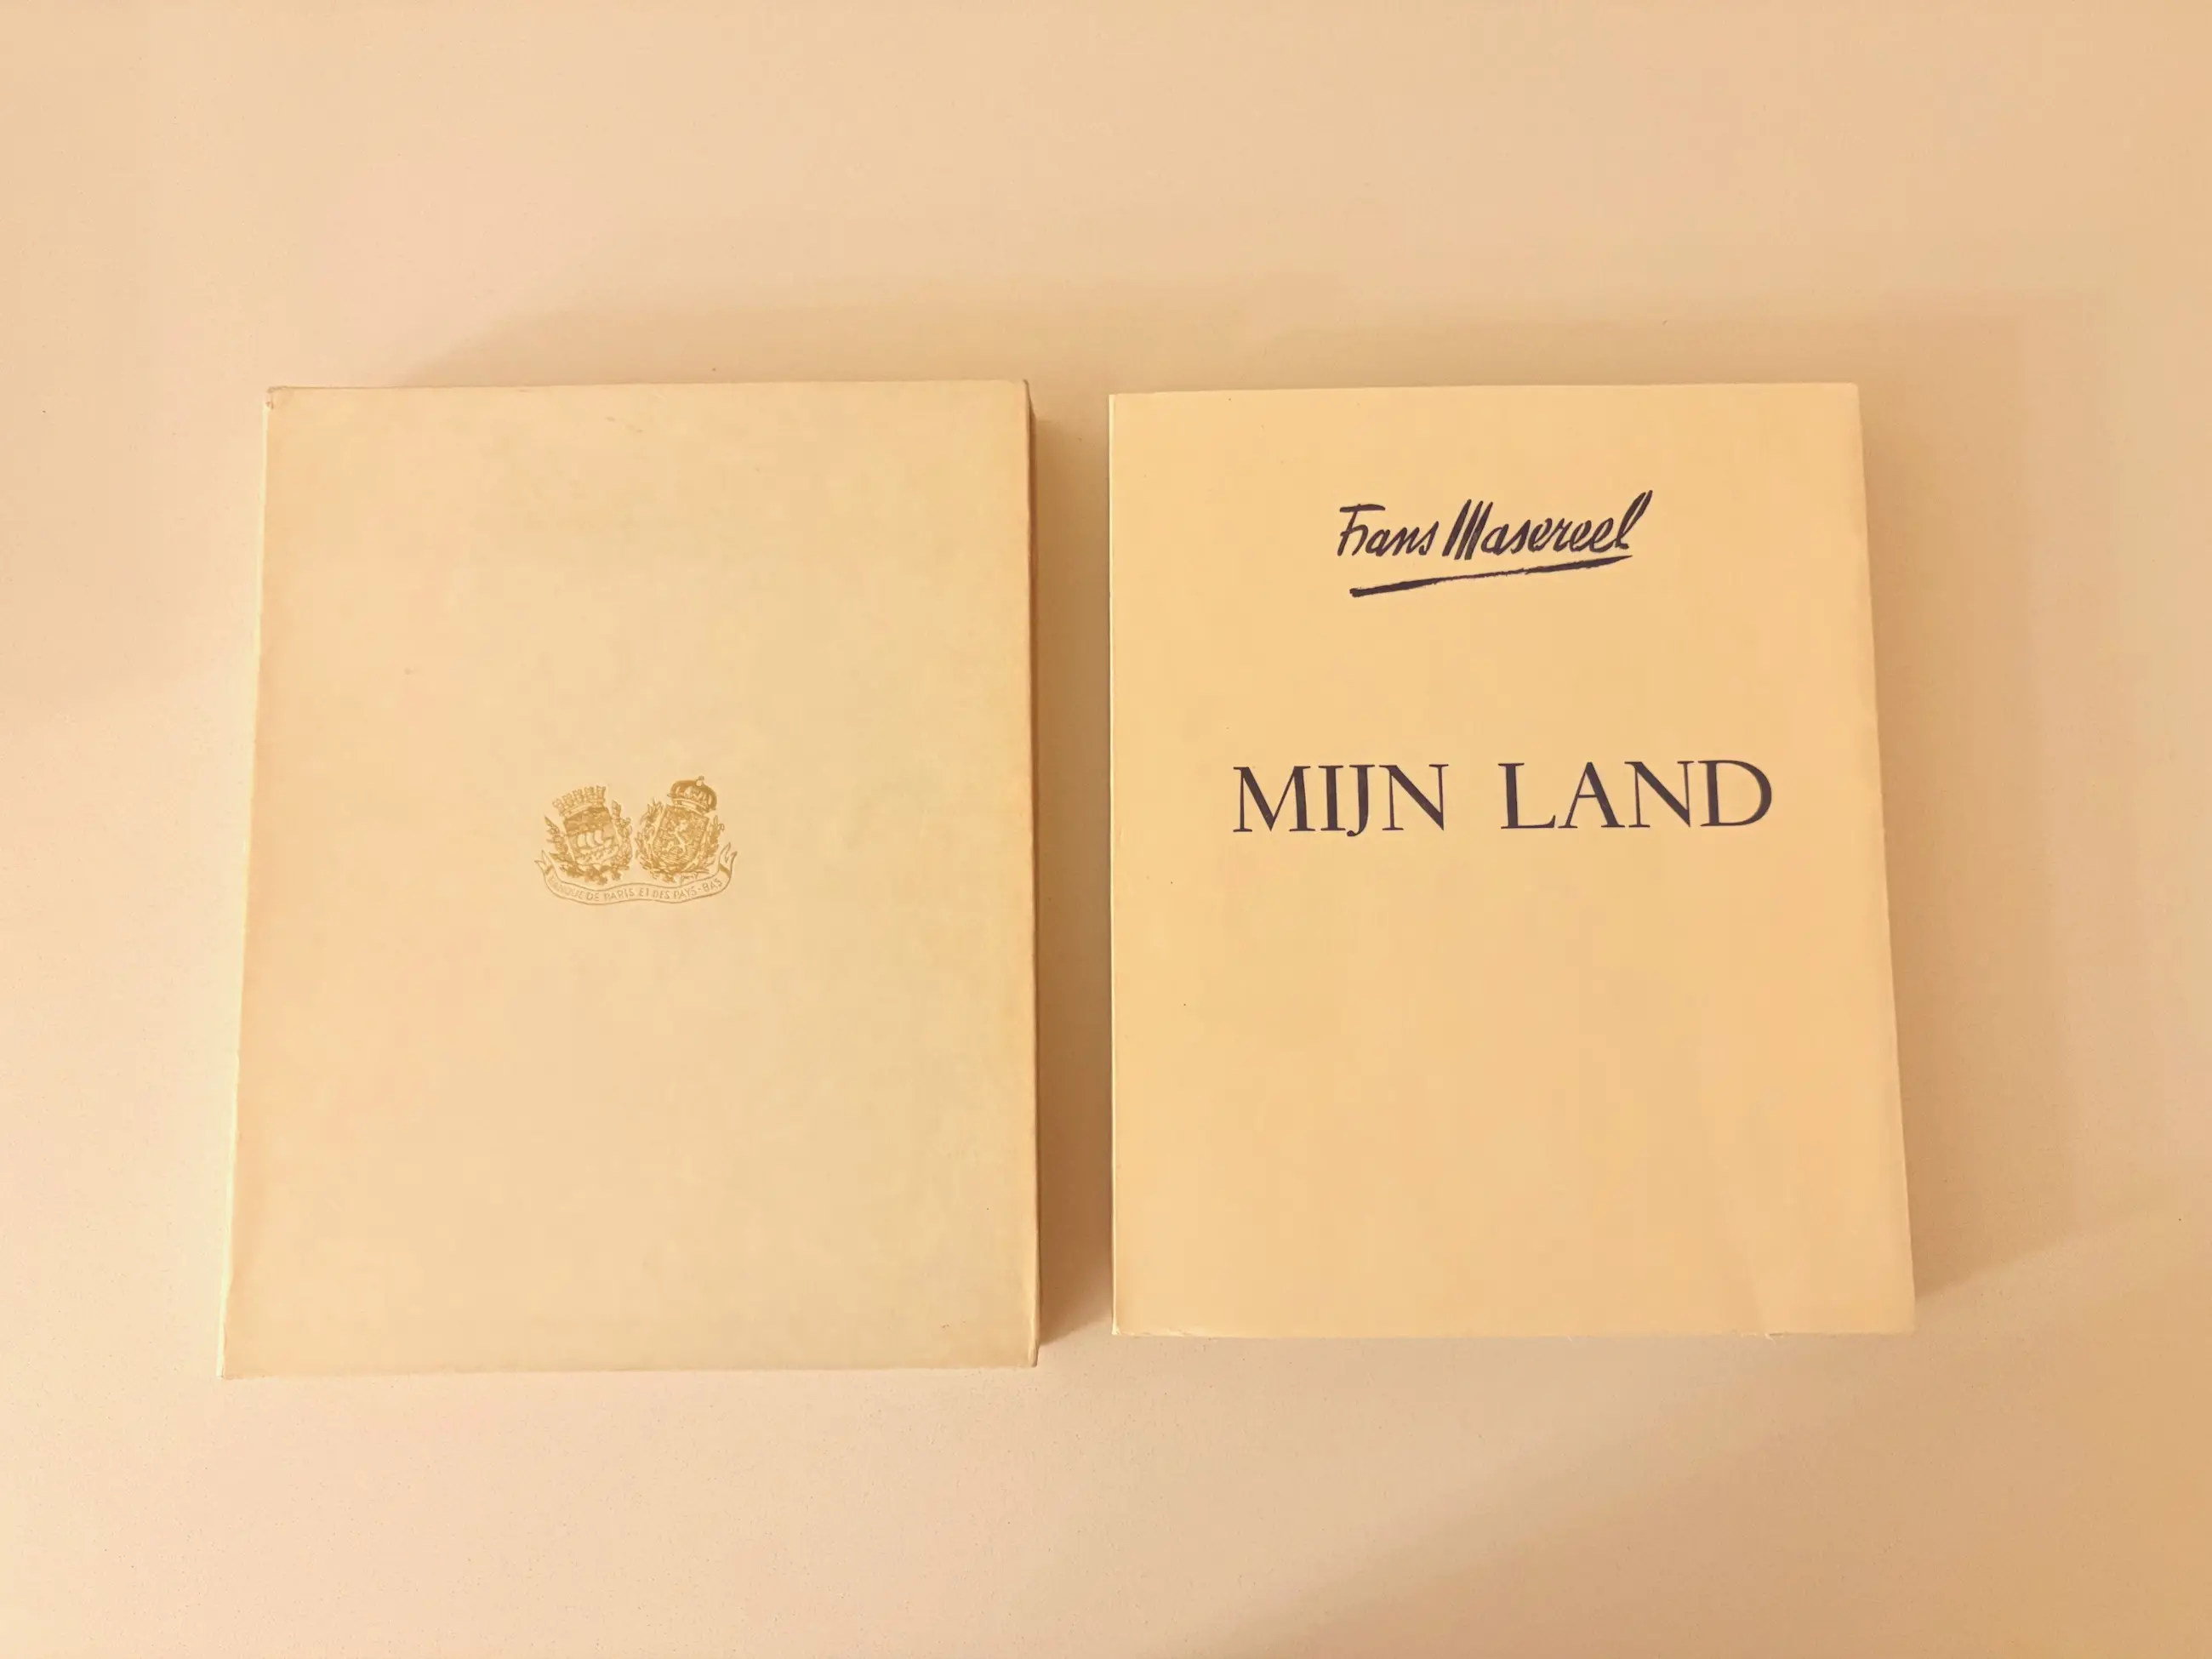 BANQUE DE PARIS ET DES PAYS-BAS
Frans Masereel
MIJN LAND